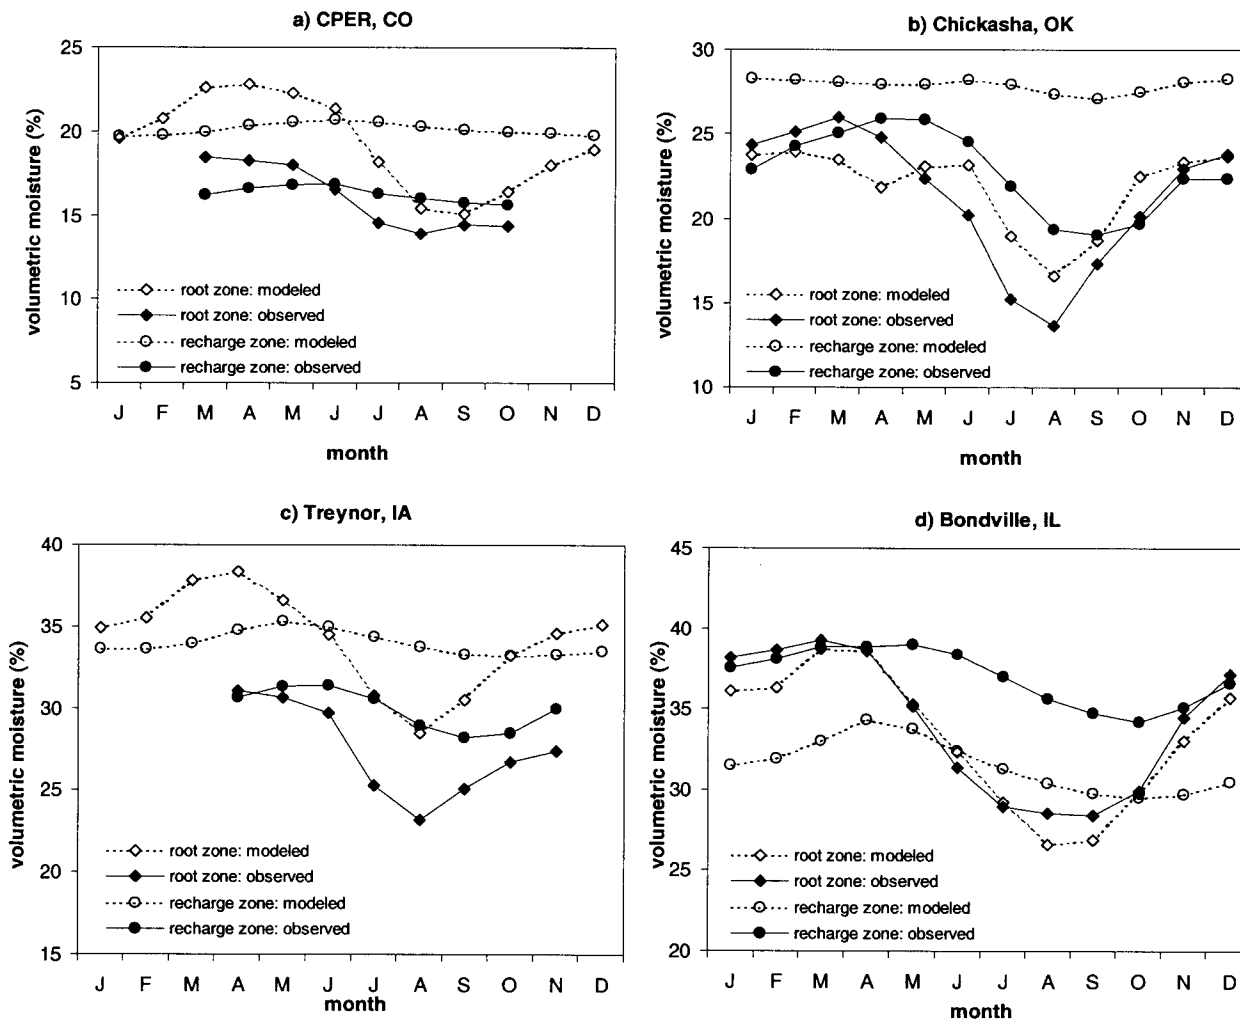 a) CPER, CO
25
20
15
10
5
volumetric moisture (%)
root zone: modeled
root zone: observed
recharge zone: modeled
recharge zone: observed
J F M A M J J A S O N D
month
b) Chickasha, OK
30
25
20
15
10
volumetric moisture (%)
root zone: modeled
root zone: observed
recharge zone: modeled
recharge zone: observed
J F M A M J J A S O N D
month
c) Treynor, IA
40
35
30
25
20
15
volumetric moisture (%)
root zone: modeled
root zone: observed
recharge zone: modeled
recharge zone: observed
J F M A M J J A S O N D
month
d) Bondville, IL
45
40
35
30
25
20
volumetric moisture (%)
root zone: modeled
root zone: observed
recharge zone: modeled
recharge zone: observed
J F M A M J J A S O N D
month